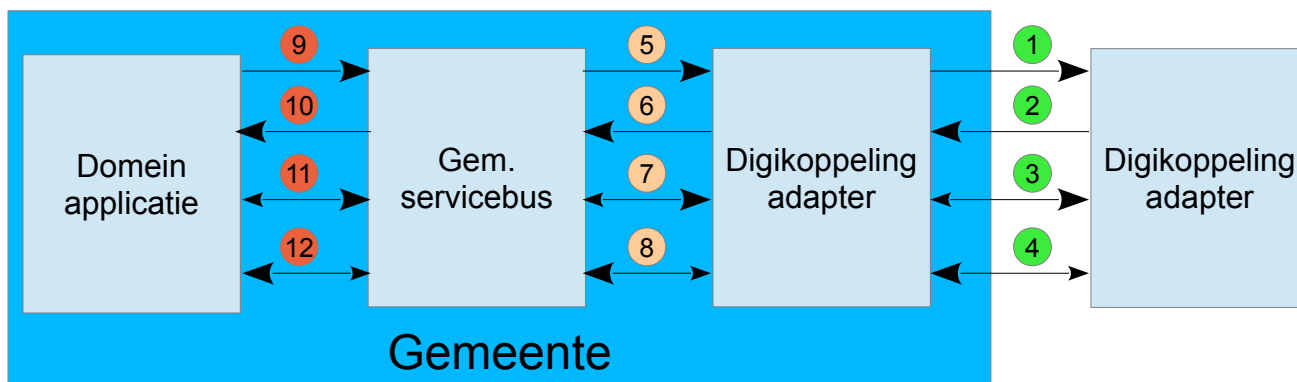 9
5
1
10
6
2
Domein
applicatie
Gem.
servicebus
Digikoppeling
adapter
Digikoppeling
adapter
11
7
3
12
8
4
Gemeente